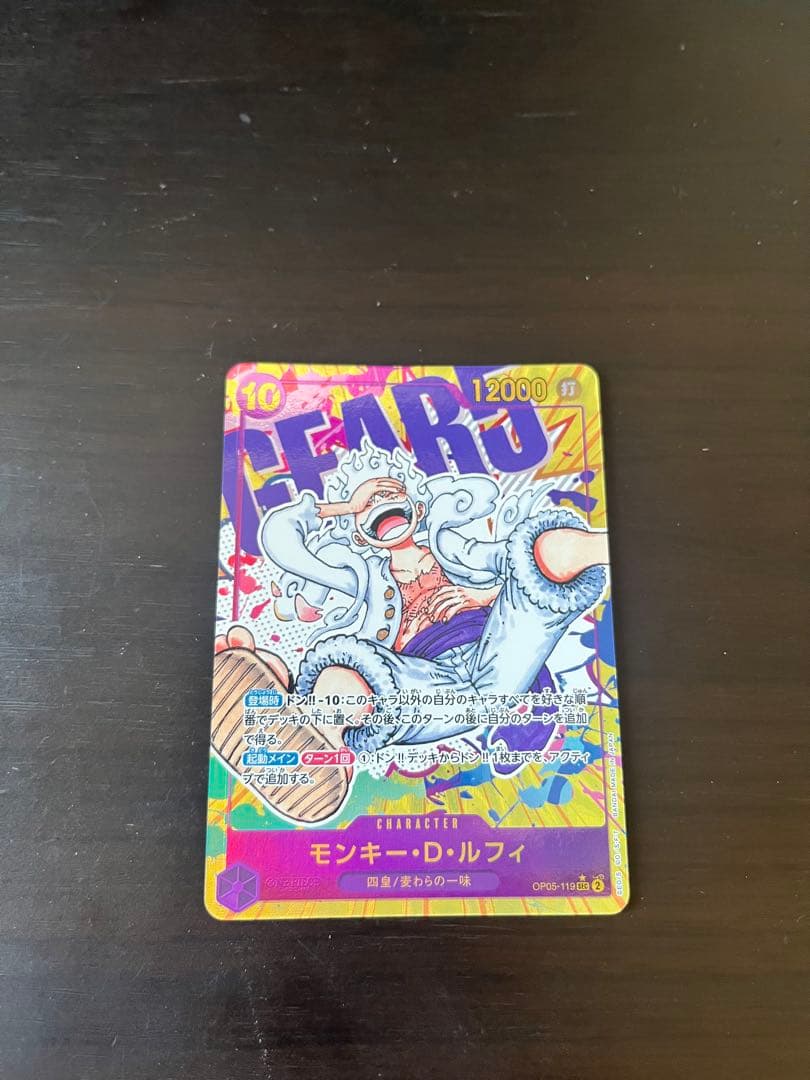 10
12000 打
GEAR5
登場時 ドン!!-10:このキャラ以外の自分のキャラすべてを好きな順
番でデッキの下に置く。その後、このターンの後に自分のターンを追加
で得る。
起動メイン ターン1回 ①:ドン!!デッキからドン!!1枚までを、アクティ
ブで追加する。
CHARACTER
モンキー・D・ルフィ
四皇/麦わらの一味
OP05-119 SEC 2
BANDAI MADE IN JAPAN